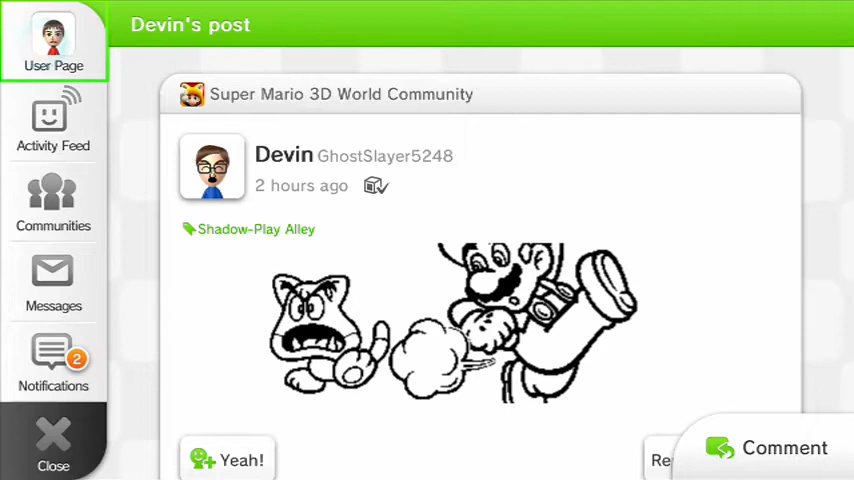 Devin's post
User Page
Activity Feed
Communities
Messages
2
Notifications
Close
Super Mario 3D World Community
Devin GhostSlayer5248
2 hours ago
Shadow-Play Alley
Yeah!
Re
Comment